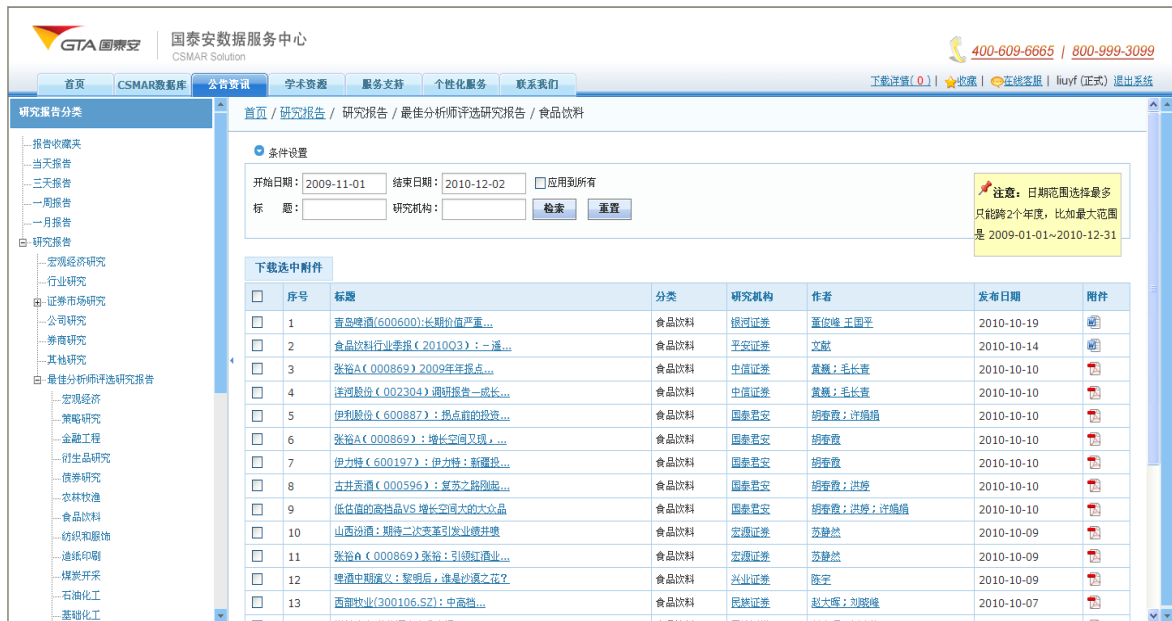 GTA 国泰安
国泰安数据服务中心
CSMAR Solution
400-609-6665 | 800-999-3099
首页 CSMAR数据库 公告资讯 学术资源 服务支持 个性化服务 联系我们
下载详情(0) | 收藏 | 在线客服 | liuyf (正式) 退出系统
研究报告分类
报告收藏夹
当天报告
三天报告
一周报告
一月报告
研究报告
宏观经济研究
行业研究
证券市场研究
公司研究
券商研究
其他研究
最佳分析师评选研究报告
宏观经济
策略研究
金融工程
衍生品研究
债券研究
农林牧渔
食品饮料
纺织和服饰
造纸印刷
煤炭开采
石油化工
基础化工
首页 / 研究报告 / 研究报告 / 最佳分析师评选研究报告 / 食品饮料
条件设置
开始日期: 2009-11-01 结束日期: 2010-12-02 应用到所有
标 题: 研究机构: 检索 重置
注意: 日期范围选择最多
只能跨2个年度，比如最大范围
是 2009-01-01~2010-12-31
下载选中附件
序号 标题 分类 研究机构 作者 发布日期 附件
1 青岛啤酒(600600):长期价值严重... 食品饮料 银河证券 董俊峰 王国平 2010-10-19
2 食品饮料行业季报（2010Q3）：－遥... 食品饮料 平安证券 文献 2010-10-14
3 张裕A（000869）2009年年报点... 食品饮料 中信证券 黄巍；毛长青 2010-10-10
4 洋河股份（002304）调研报告—成长... 食品饮料 中信证券 黄巍；毛长青 2010-10-10
5 伊利股份（600887）：拐点前的投资... 食品饮料 国泰君安 胡春霞；许娟娟 2010-10-10
6 张裕A（000869）：增长空间又现，... 食品饮料 国泰君安 胡春霞 2010-10-10
7 伊力特（600197）：伊力特：新疆投... 食品饮料 国泰君安 胡春霞 2010-10-10
8 古井贡酒（000596）：复苏之路刚起... 食品饮料 国泰君安 胡春霞；洪婷 2010-10-10
9 低估值的高档品VS 增长空间大的大众品 食品饮料 国泰君安 胡春霞；洪婷；许娟娟 2010-10-10
10 山西汾酒：期待二次变革引发业绩井喷 食品饮料 宏源证券 苏静然 2010-10-09
11 张裕A（000869）张裕：引领红酒业... 食品饮料 宏源证券 苏静然 2010-10-09
12 啤酒中期演义：黎明后，谁是沙漠之花? 食品饮料 兴业证券 陈宇 2010-10-09
13 西部牧业(300106.SZ)：中高档... 食品饮料 民族证券 赵大晖；刘晓峰 2010-10-07